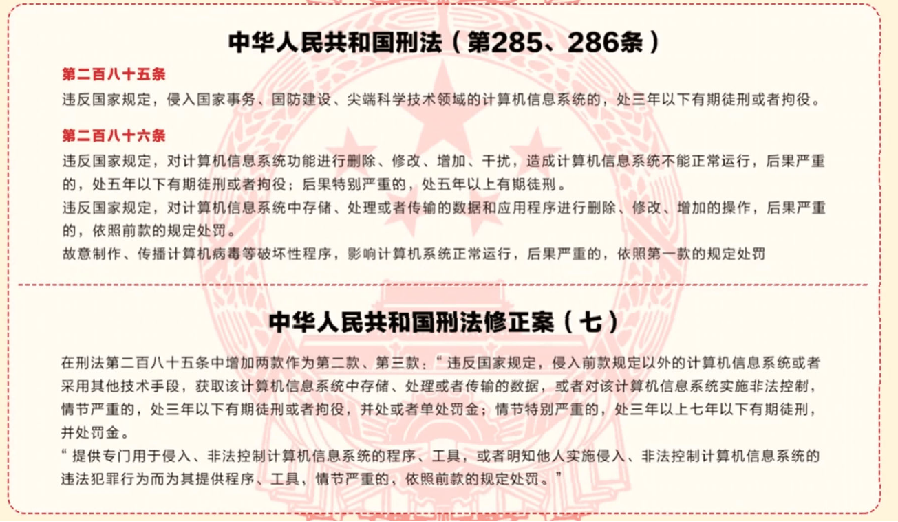 中华人民共和国刑法（第285、286条）
第二百八十五条
违反国家规定，侵入国家事务、国防建设、尖端科学技术领域的计算机信息系统的，处三年以下有期徒刑或者拘役。
第二百八十六条
违反国家规定，对计算机信息系统功能进行删除、修改、增加、干扰，造成计算机信息系统不能正常运行，后果严重
的，处五年以下有期徒刑或者拘役；后果特别严重的，处五年以上有期徒刑。
违反国家规定，对计算机信息系统中存储、处理或者传输的数据和应用程序进行删除、修改、增加的操作，后果严重
的，依照前款的规定处罚。
故意制作、传播计算机病毒等破坏性程序，影响计算机系统正常运行，后果严重的，依照第一款的规定处罚
中华人民共和国刑法修正案（七）
在刑法第二百八十五条中增加两款作为第二款、第三款：“违反国家规定，侵入前款规定以外的计算机信息系统或者
采用其他技术手段，获取该计算机信息系统中存储、处理或者传输的数据，或者对该计算机信息系统实施非法控制，
情节严重的，处三年以下有期徒刑或者拘役，并处或者单处罚金；情节特别严重的，处三年以上七年以下有期徒刑，
并处罚金。
“提供专门用于侵入、非法控制计算机信息系统的程序、工具，或者明知他人实施侵入、非法控制计算机信息系统的
违法犯罪行为而为其提供程序、工具，情节严重的，依照前款的规定处罚。”